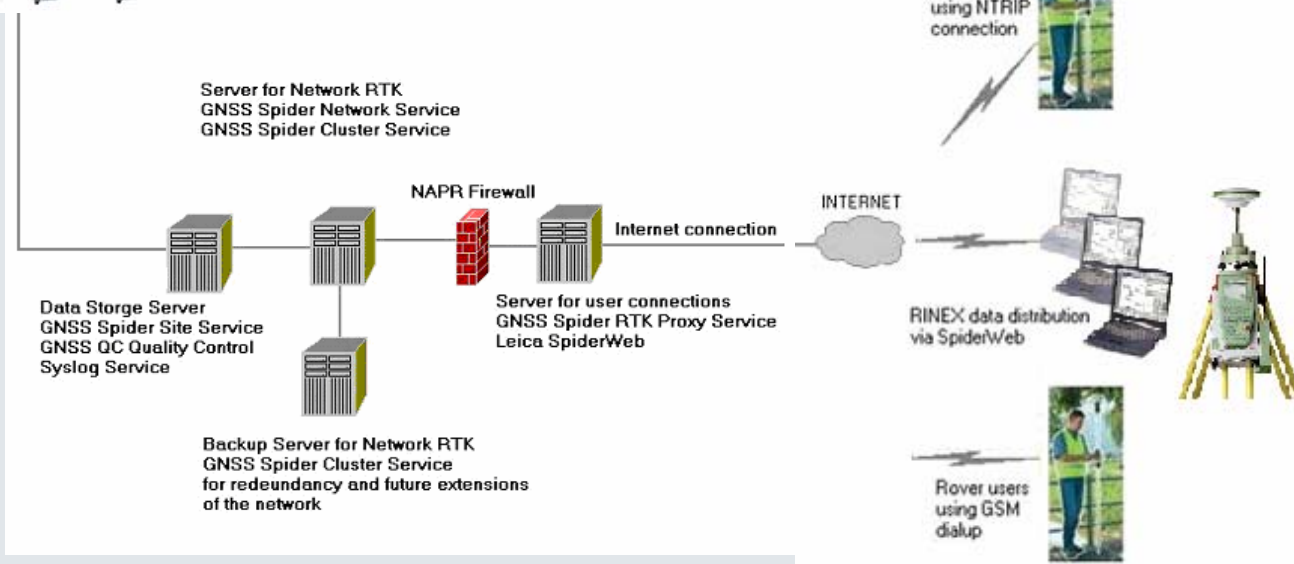 using NTRIP
connection
Server for Network RTK
GNSS Spider Network Service
GNSS Spider Cluster Service
NAPR Firewall
INTERNET
Internet connection
Data Storge Server
GNSS Spider Site Service
GNSS QC Quality Control
Syslog Service
Server for user connections
GNSS Spider RTK Proxy Service
Leica SpiderWeb
RINEX data distribution
via SpiderWeb
Backup Server for Network RTK
GNSS Spider Cluster Service
for redeundancy and future extensions
of the network
Rover users
using GSM
dialup